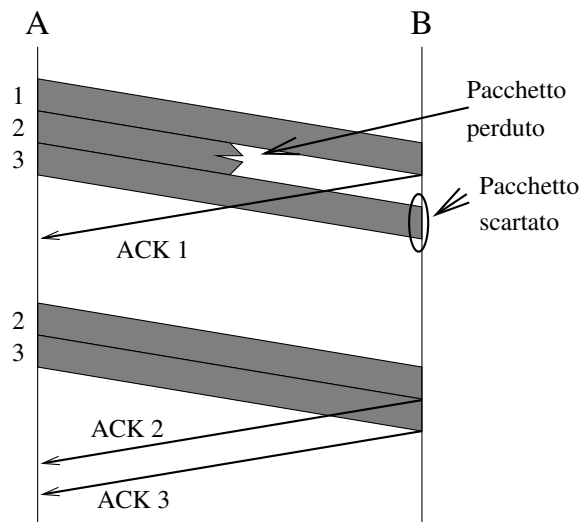 A
B
1
2
3
Pacchetto
perduto
Pacchetto
scartato
ACK 1
2
3
ACK 2
ACK 3